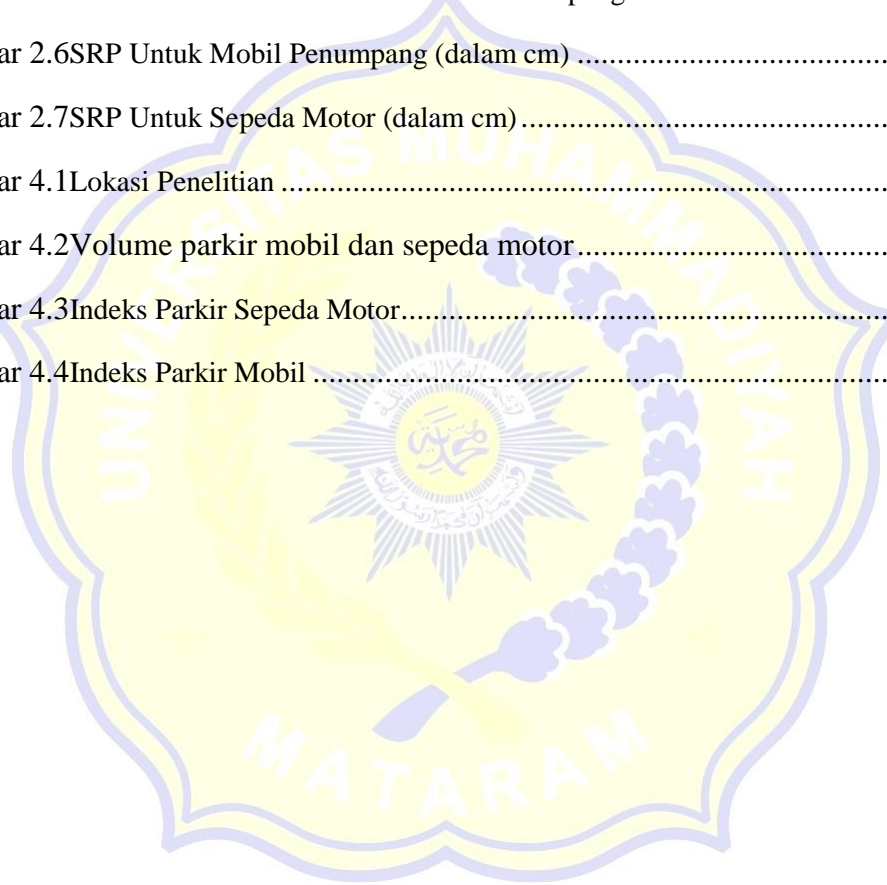 ar 2.6SRP Untuk Mobil Penumpang (dalam cm) ........................................
ar 2.7SRP Untuk Sepeda Motor (dalam cm) ...............................................
ar 4.1Lokasi Penelitian .............................................................................
ar 4.2Volume parkir mobil dan sepeda motor ........................................
ar 4.3Indeks Parkir Sepeda Motor..............................................................
ar 4.4Indeks Parkir Mobil .........................................................................
UNIVERSITAS MUHAMMADIYAH
MATARAM